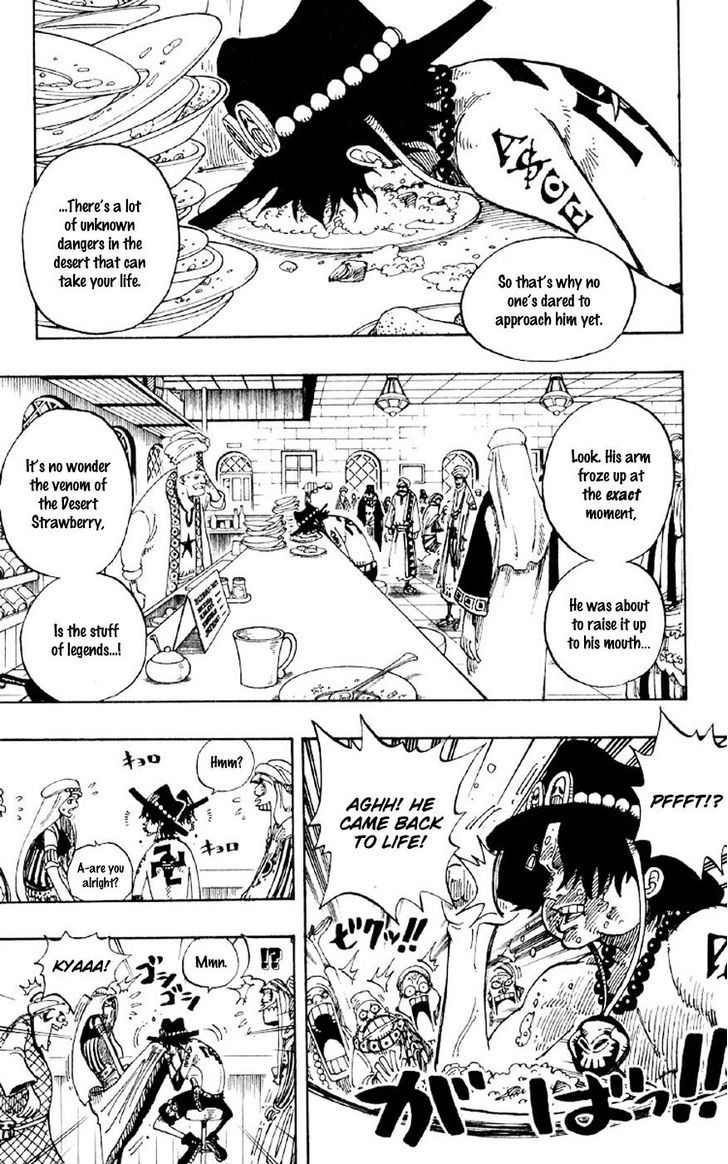 ...There's a lot
of unknown
dangers in the
desert that can
take your life.
So that's why no
one's dared to
approach him yet.
ASCE
Look. His arm
froze up at
the exact
moment,
He was about
to raise it up
to his mouth...
It's no wonder
the venom of
the Desert
Strawberry,
Is the stuff
of legends...!
PFFFT!?
AGHH! HE
CAME BACK
TO LIFE!
ビクッ!!
がばっ!!
キョロ
Hmm?
A-are you
alright?
キョロ
KYAAA!
ゴシ
ゴシ
Mmn.
!?